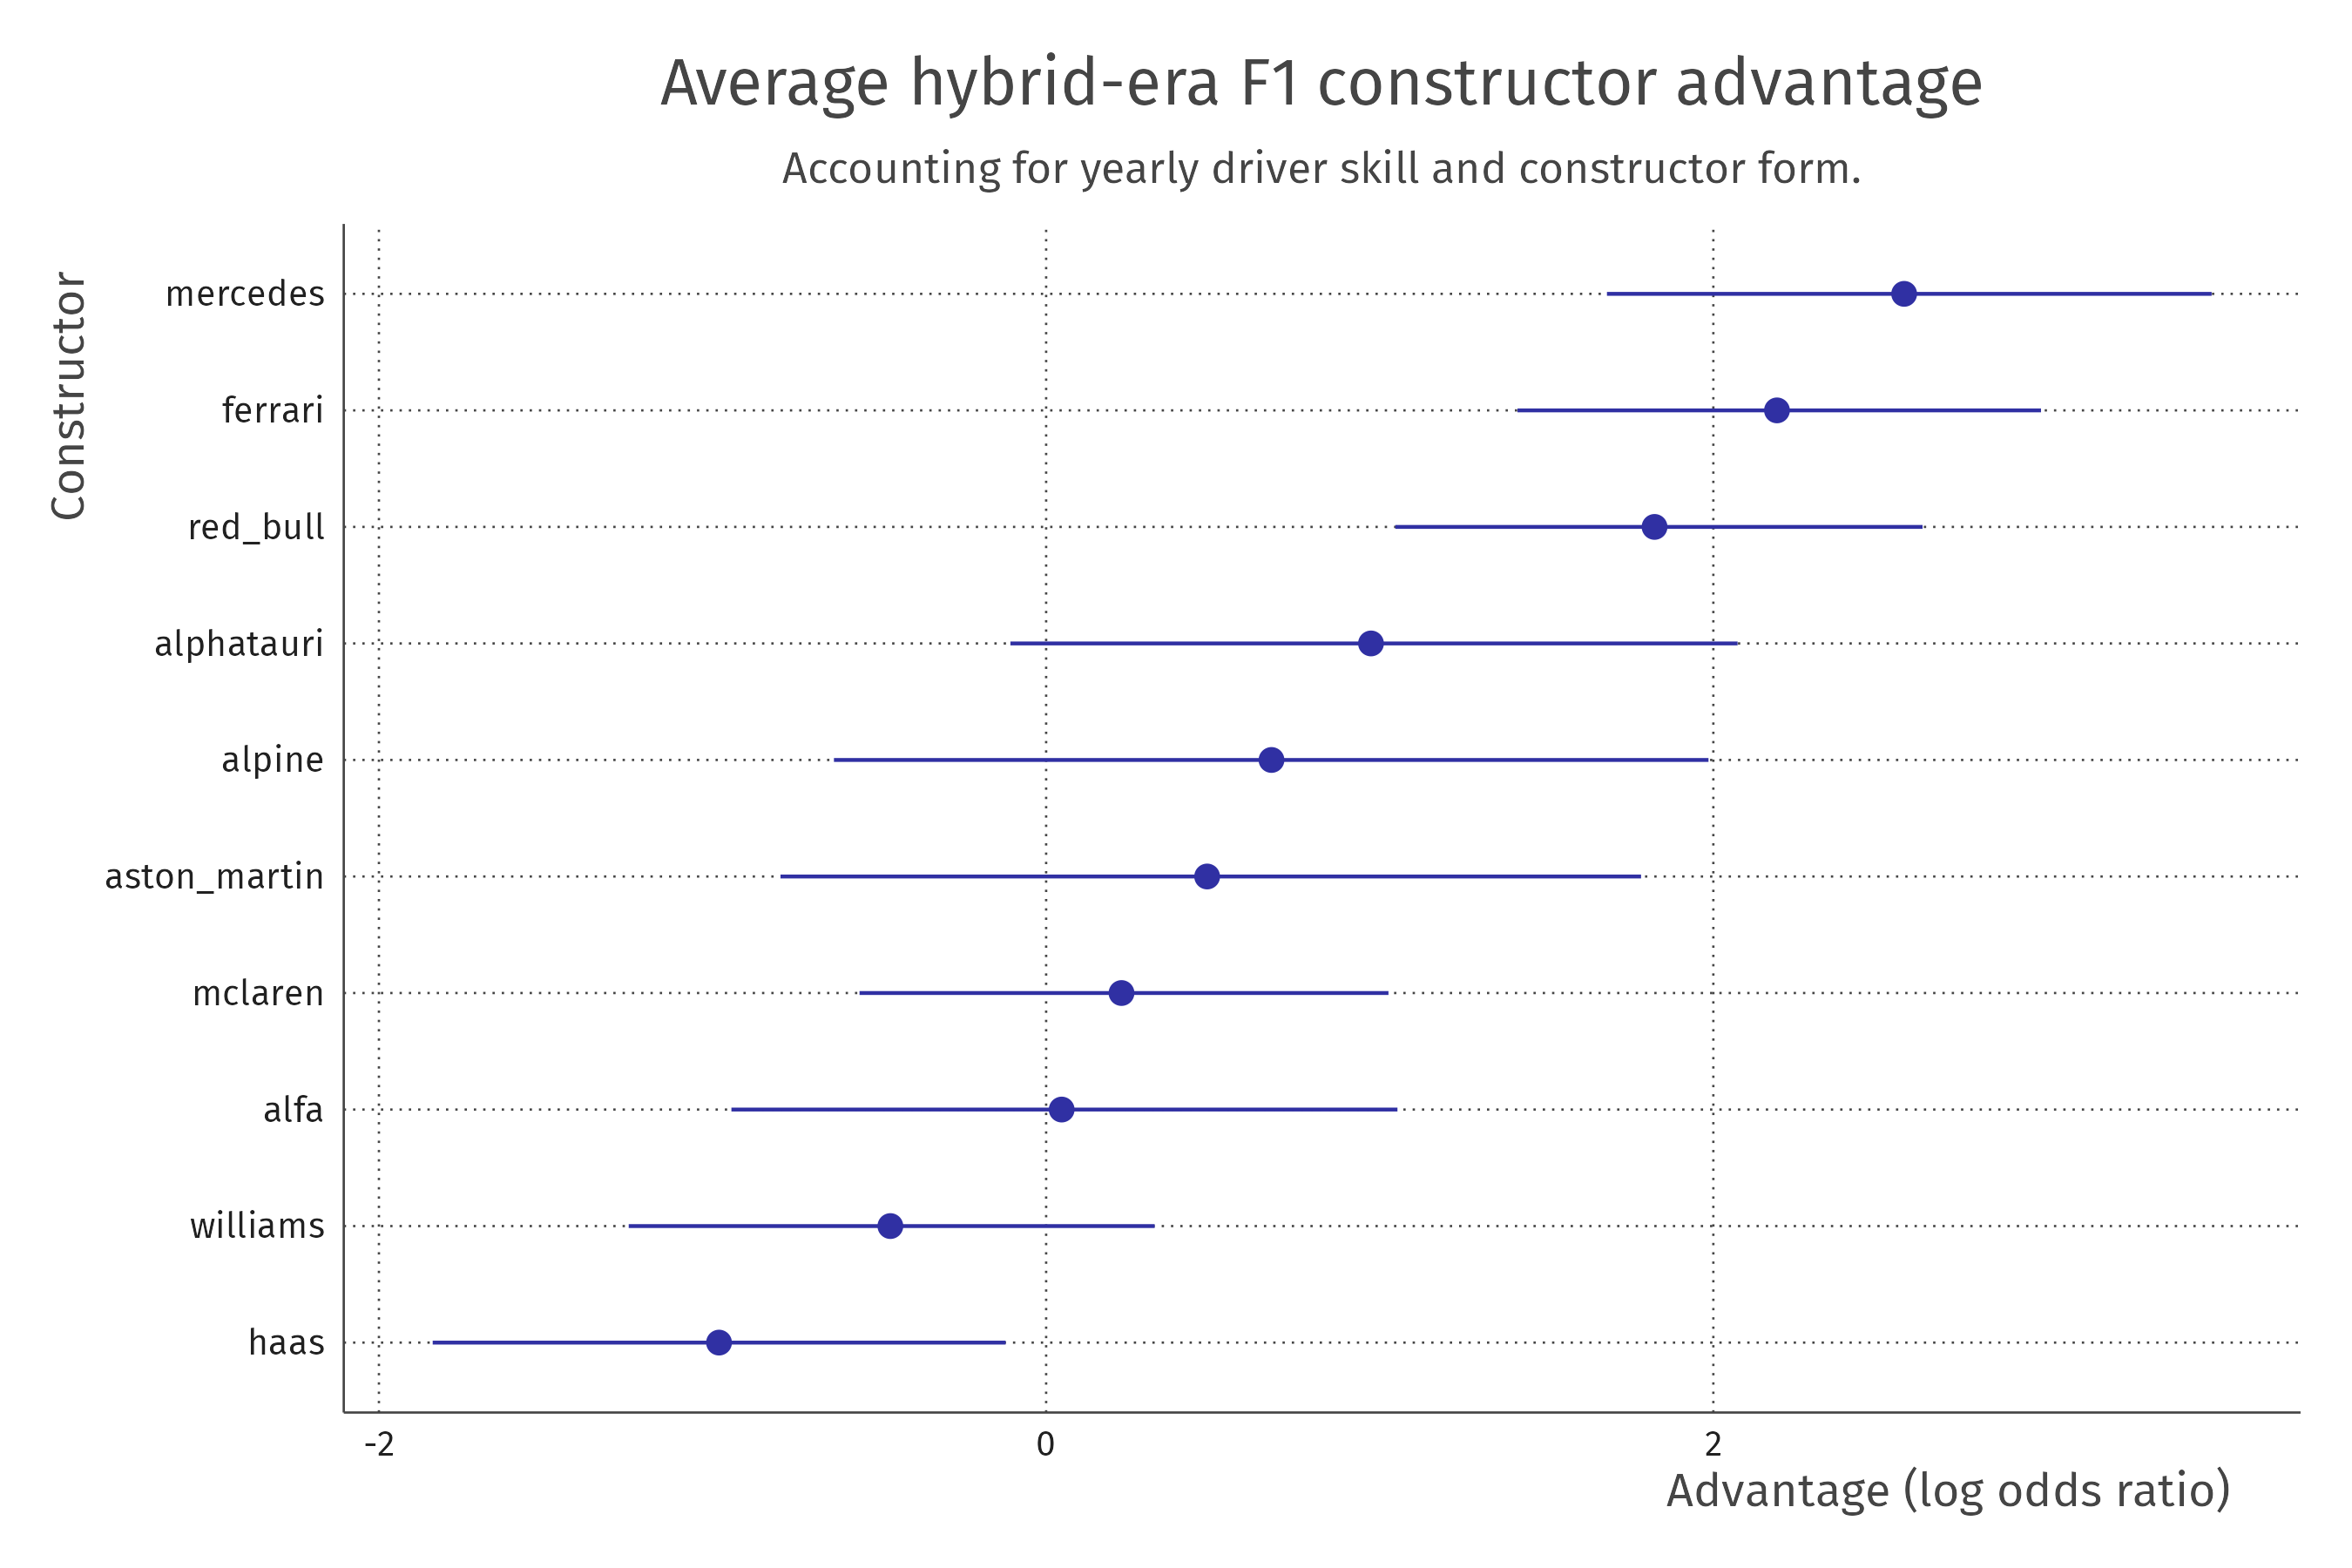 Average hybrid-era F1 constructor advantage
Accounting for yearly driver skill and constructor form.
Constructor
mercedes
ferrari
red_bull
alphatauri
alpine
aston_martin
mclaren
alfa
williams
haas
-2 0 2
Advantage (log odds ratio)